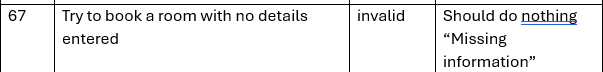 67 Try to book a room with no details invalid Should do nothing
entered “Missing
information”